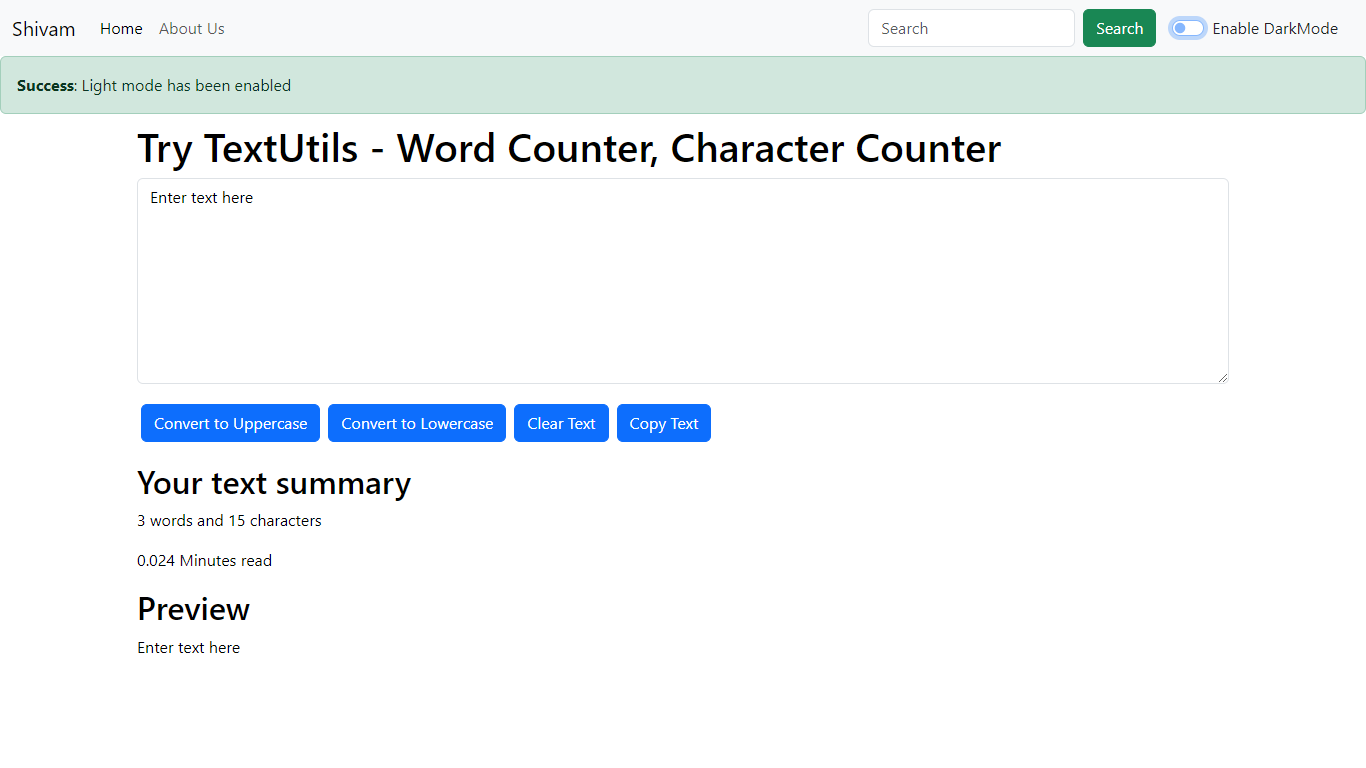 Shivam Home About Us Search Search Enable DarkMode
Success: Light mode has been enabled
Try TextUtils - Word Counter, Character Counter
Enter text here
Convert to Uppercase Convert to Lowercase Clear Text Copy Text
Your text summary
3 words and 15 characters
0.024 Minutes read
Preview
Enter text here